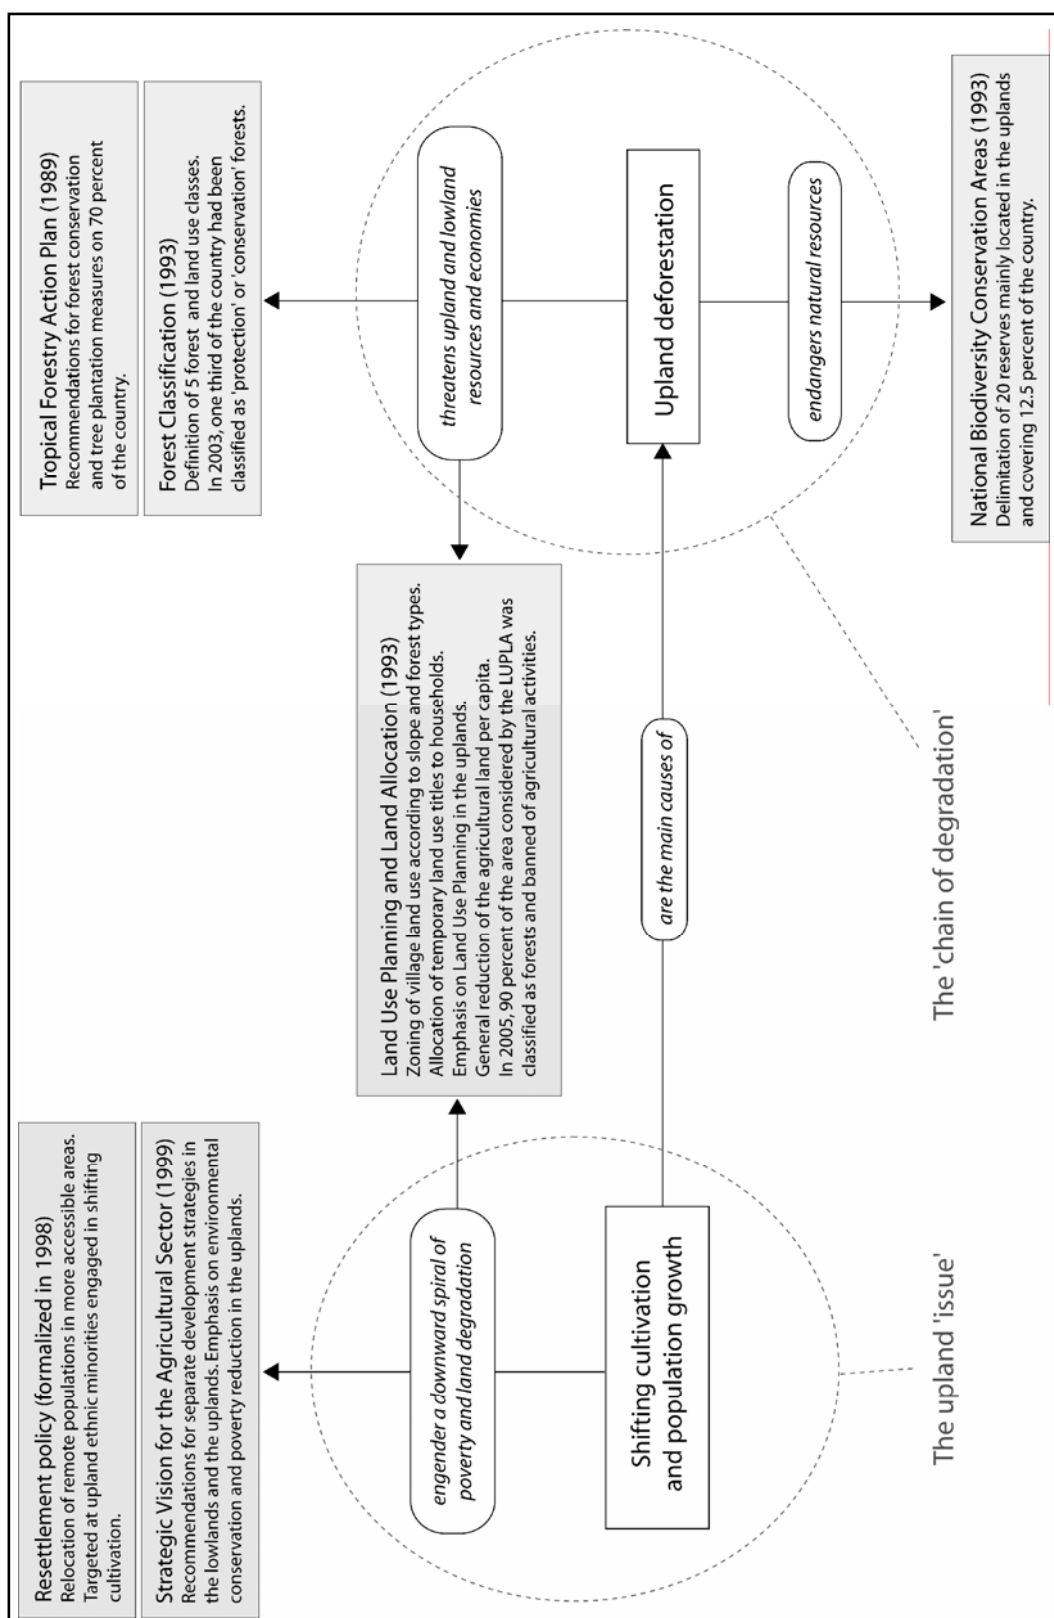 Resettlement policy (formalized in 1998)
Relocation of remote populations in more accessible areas.
Targeted at upland ethnic minorities engaged in shifting
cultivation.
Strategic Vision for the Agricultural Sector (1999)
Recommendations for separate development strategies in
the lowlands and the uplands. Emphasis on environmental
conservation and poverty reduction in the uplands.
Tropical Forestry Action Plan (1989)
Recommendations for forest conservation
and tree plantation measures on 70 percent
of the country.
Forest Classification (1993)
Definition of 5 forest and land use classes.
In 2003, one third of the country had been
classified as 'protection' or 'conservation' forests.
engender a downward spiral of
poverty and land degradation
Land Use Planning and Land Allocation (1993)
Zoning of village land use according to slope and forest types.
Allocation of temporary land use titles to households.
Emphasis on Land Use Planning in the uplands.
General reduction of the agricultural land per capita.
In 2005, 90 percent of the area considered by the LUPLA was
classified as forests and banned of agricultural activities.
threatens upland and lowland
resources and economies
Shifting cultivation
and population growth
are the main causes of
Upland deforestation
endangers natural resources
The upland 'issue'
The 'chain of degradation'
National Biodiversity Conservation Areas (1993)
Delimitation of 20 reserves mainly located in the uplands
and covering 12.5 percent of the country.